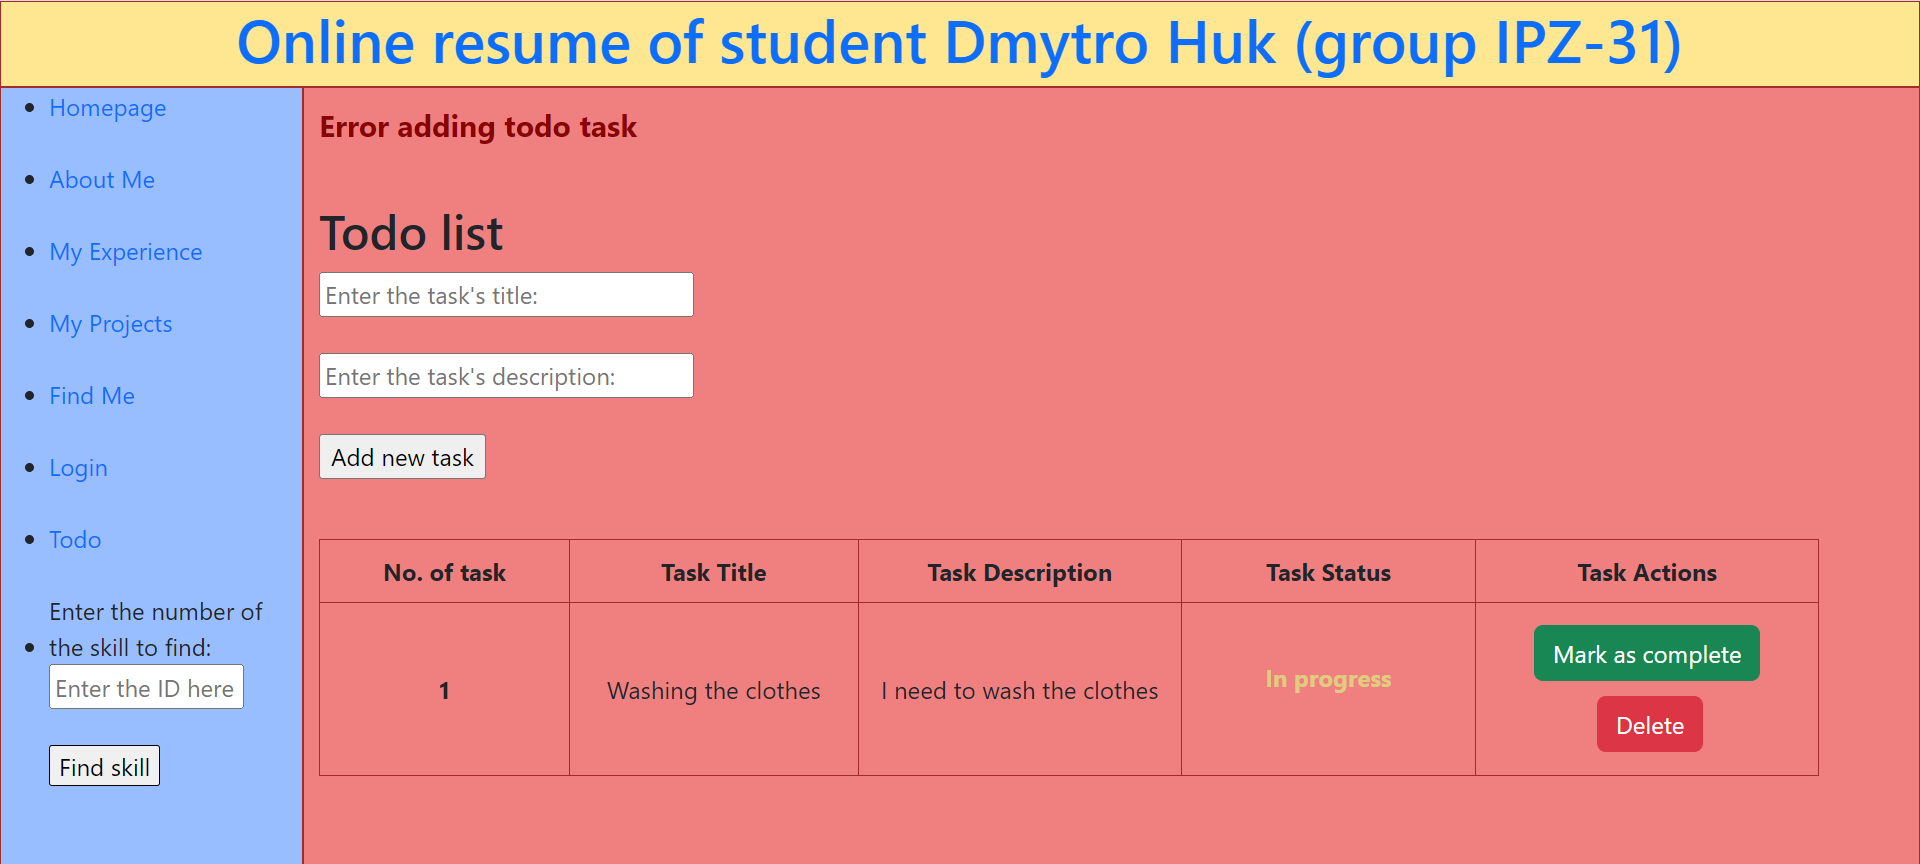 Online resume of student Dmytro Huk (group IPZ-31)
Homepage
About Me
My Experience
My Projects
Find Me
Login
Todo
Enter the number of
the skill to find:
Enter the ID here
Find skill
Error adding todo task
Todo list
Enter the task's title:
Enter the task's description:
Add new task
No. of task Task Title Task Description Task Status Task Actions
1 Washing the clothes I need to wash the clothes In progress Mark as complete
Delete